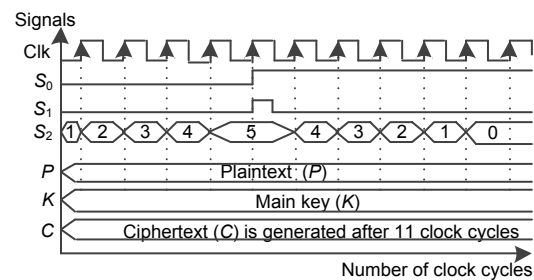 Signals
Clk
S0
S1
S2 1 2 3 4 5 4 3 2 1 0
P Plaintext (P)
K Main key (K)
C Ciphertext (C) is generated after 11 clock cycles
Number of clock cycles